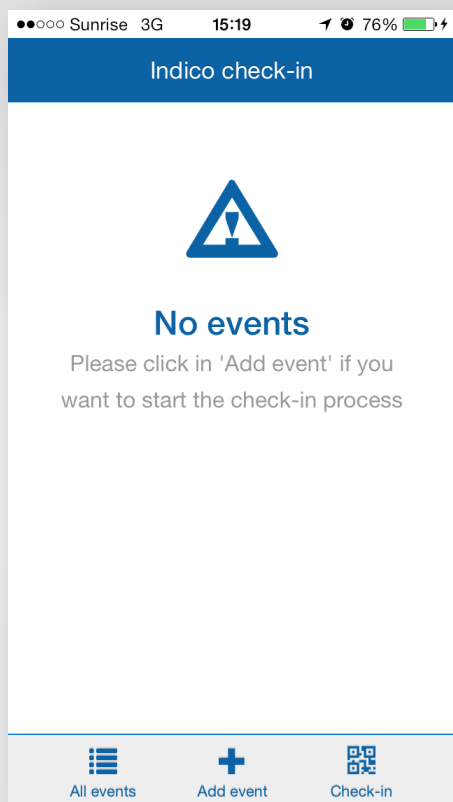 Sunrise 3G 15:19 76%
Indico check-in
No events
Please click in 'Add event' if you
want to start the check-in process
All events Add event Check-in